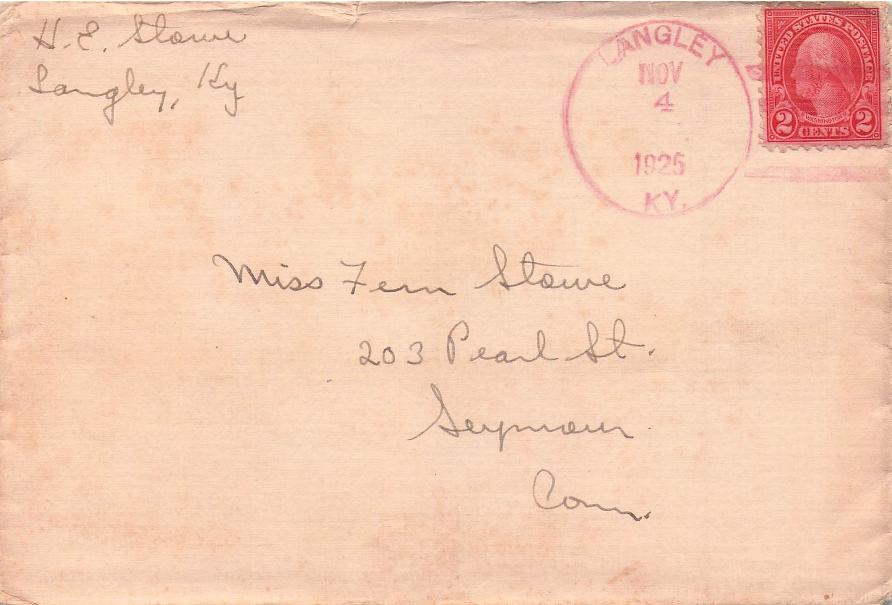 H. E. Stowe
Langley, Ky
LANGLEY
NOV
4
1925
KY.
UNITED STATES POSTAGE
WASHINGTON
2 CENTS 2
Miss Fern Stowe
203 Pearl St.
Seymour
Conn.